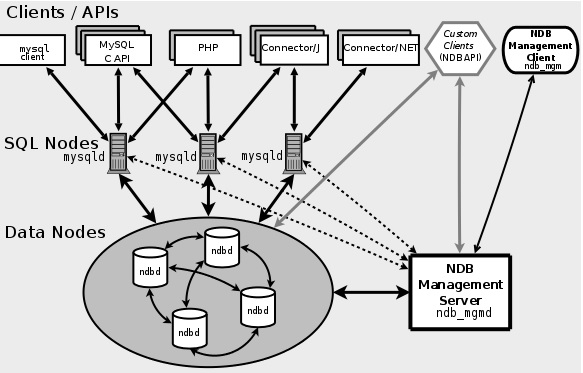 Clients / APIs
mysql
client
MySQL
C API
PHP
Connector/J
Connector/NET
Custom
Clients
(NDBAPI)
NDB
Management
Client
ndb_mgm
SQL Nodes
mysqld
mysqld
mysqld
Data Nodes
ndbd
ndbd
ndbd
ndbd
NDB
Management
Server
ndb_mgmd